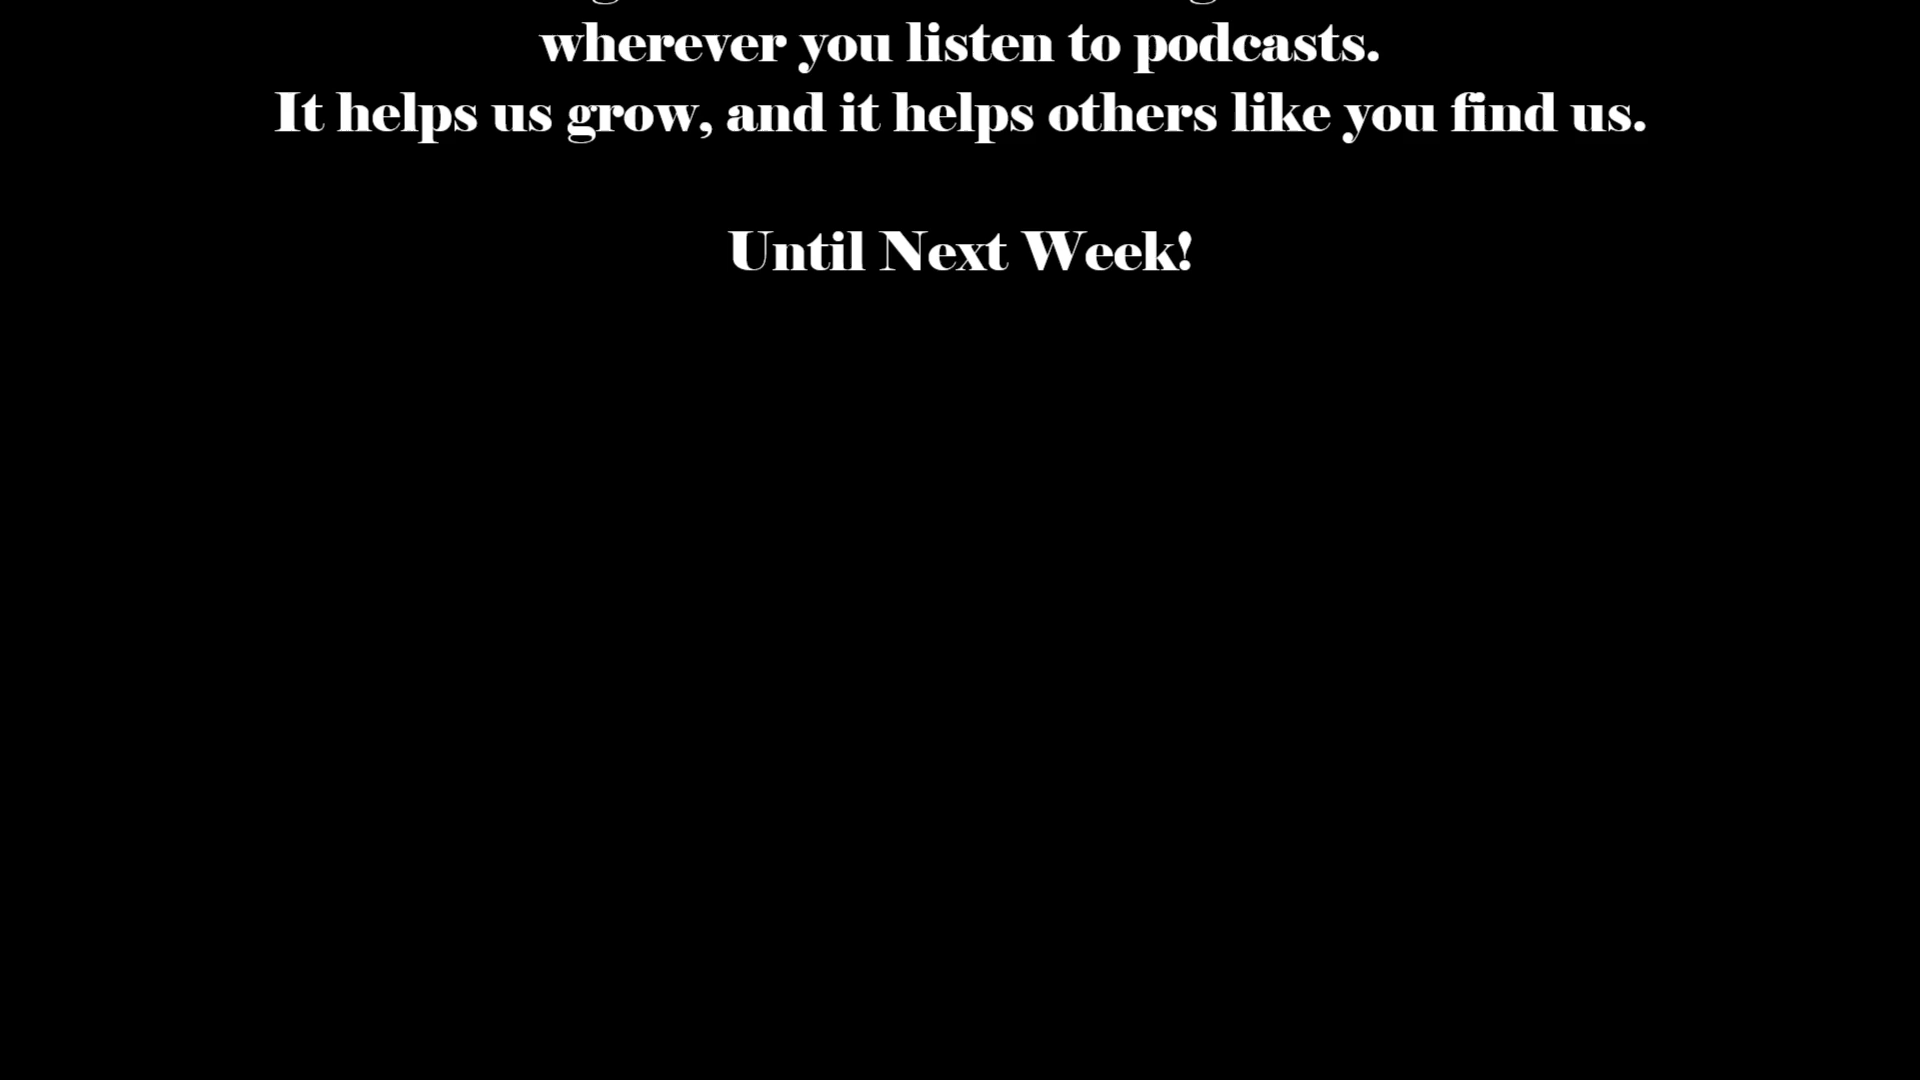 wherever you listen to podcasts.
It helps us grow, and it helps others like you find us.
Until Next Week!